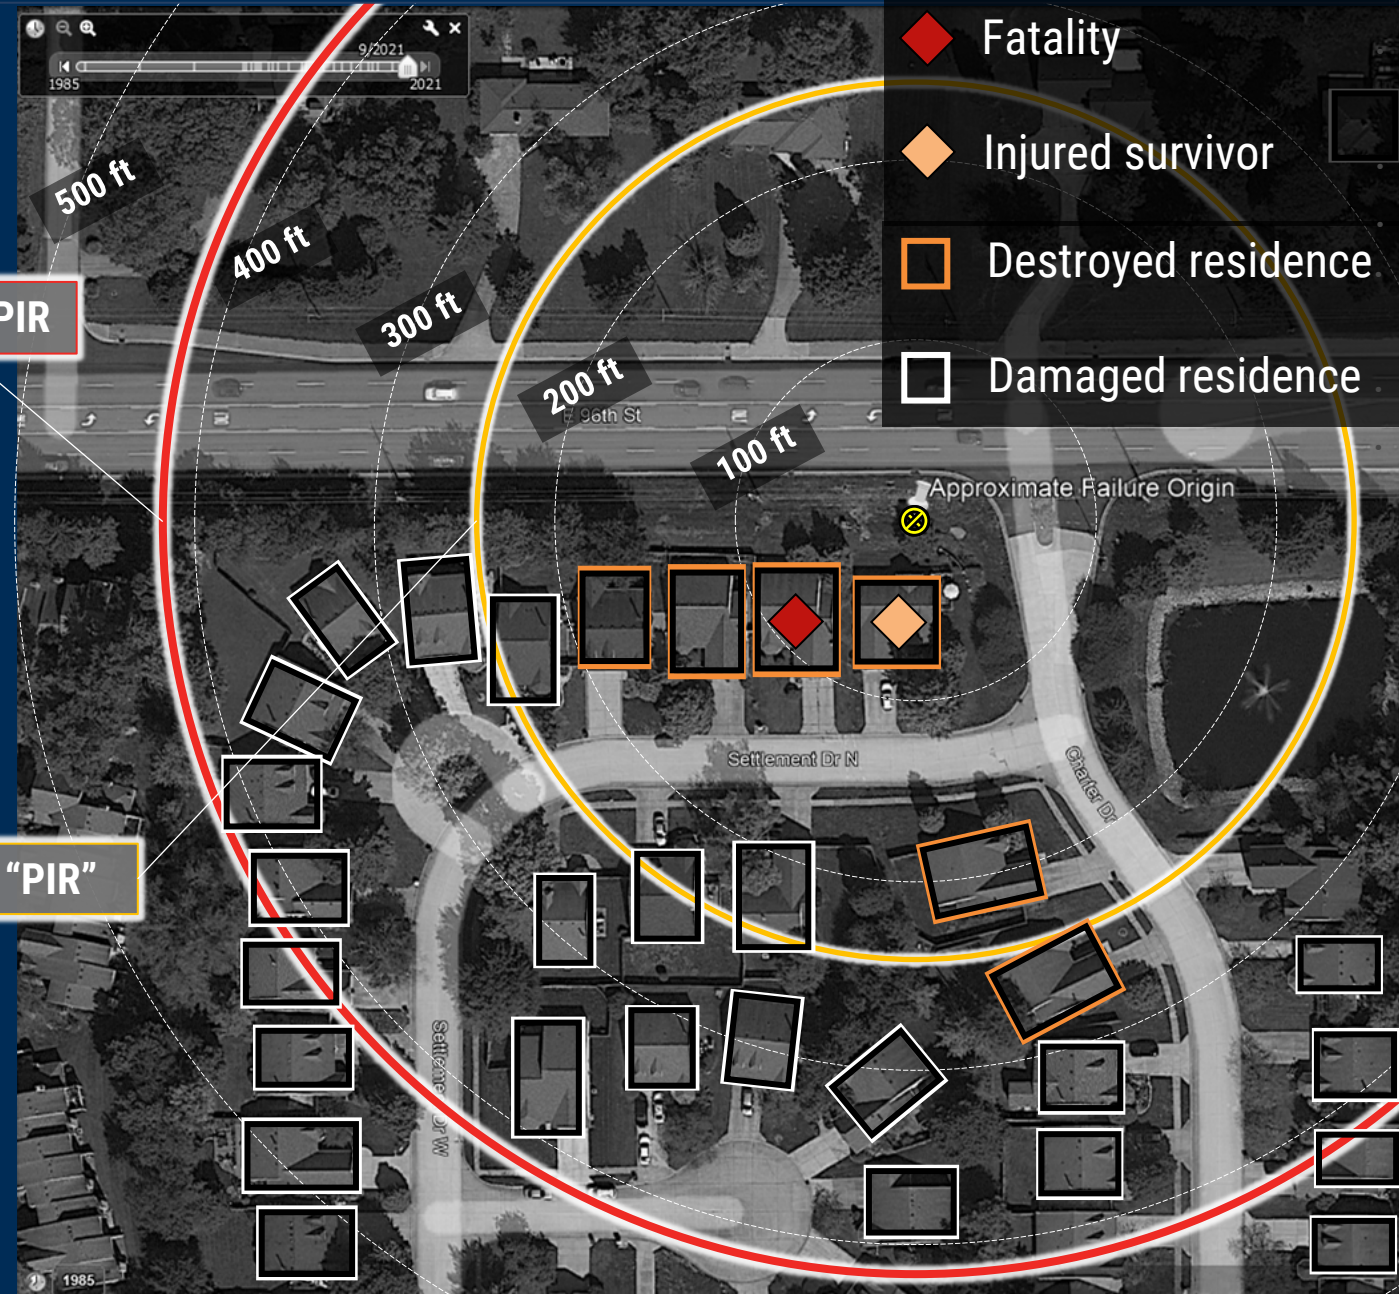 9/2021
1985
2021
Fatality
Injured survivor
Destroyed residence
Damaged residence
500 ft
400 ft
300 ft
200 ft
100 ft
PIR
E 96th St
Approximate Failure Origin
Settlement Dr N
Charter Dr
"PIR"
Settlement Dr W
1985